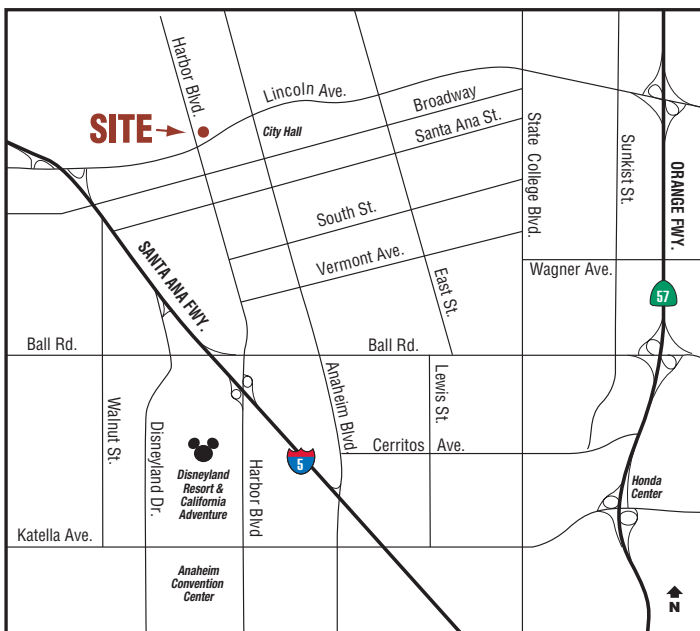 Harbor Blvd.
Lincoln Ave.
Broadway
SITE
City Hall
Santa Ana St.
State College Blvd.
Sunkist St.
ORANGE FWY.
South St.
Vermont Ave.
SANTA ANA FWY.
East St.
Wagner Ave.
57
Ball Rd.
Ball Rd.
Anaheim Blvd
Lewis St.
Walnut St.
Disneyland Dr.
Disneyland
Resort &
California
Adventure
Harbor Blvd
5
Cerritos Ave.
Honda
Center
Katella Ave.
Anaheim
Convention
Center
N